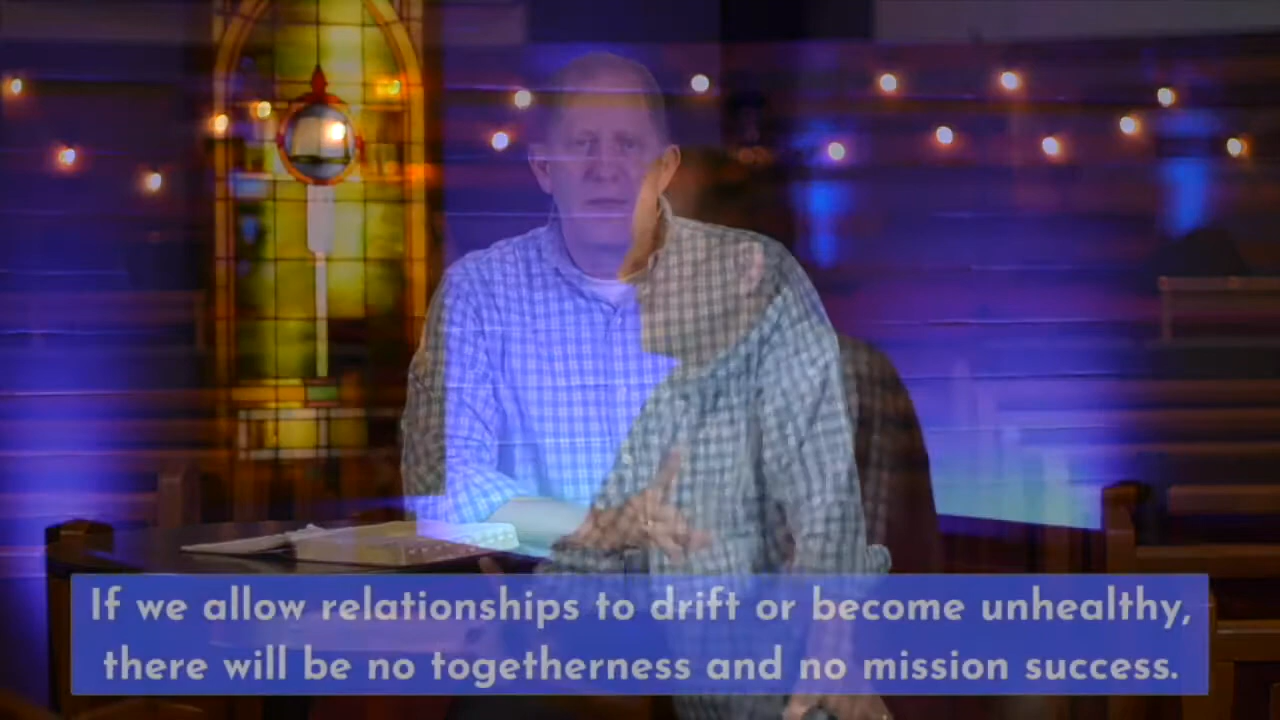 If we allow relationships to drift or become unhealthy,
there will be no togetherness and no mission success.